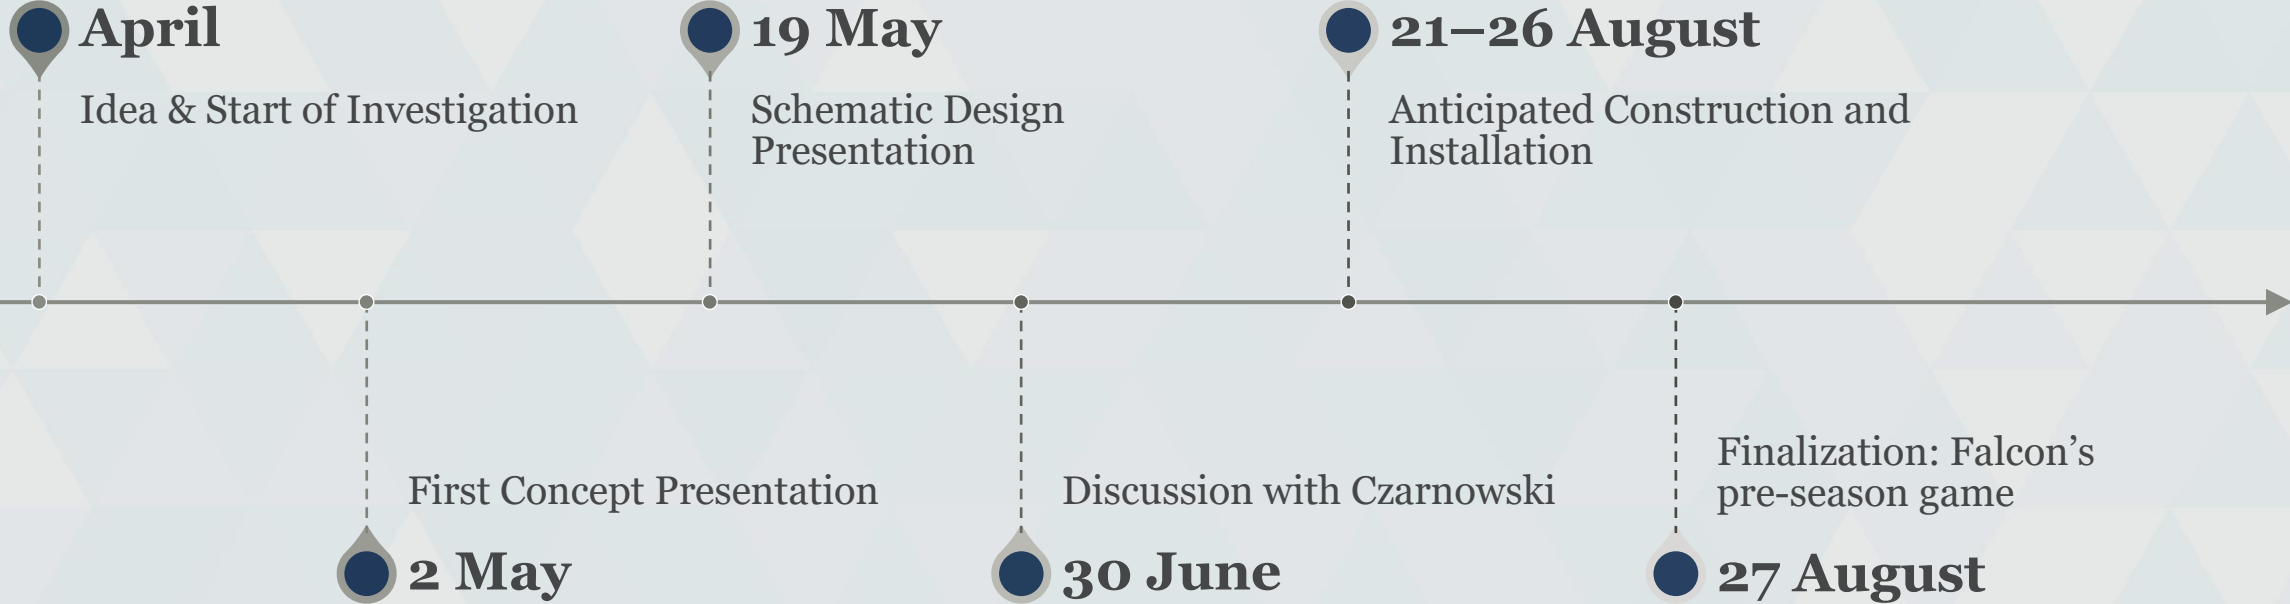 April
Idea & Start of Investigation
First Concept Presentation
2 May
19 May
Schematic Design
Presentation
Discussion with Czarnowski
30 June
21–26 August
Anticipated Construction and
Installation
Finalization: Falcon’s
pre-season game
27 August